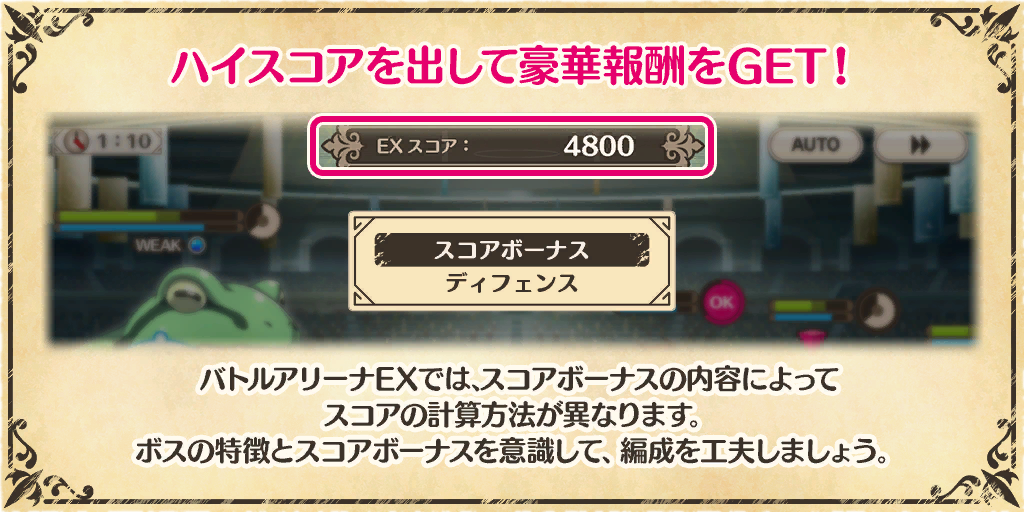 ハイスコアを出して豪華報酬をGET！
1:10
EXスコア： 4800
AUTO
WEAK
スコアボーナス
ディフェンス
OK
バトルアリーナEXでは、スコアボーナスの内容によって
スコアの計算方法が異なります。
ボスの特徴とスコアボーナスを意識して、編成を工夫しましょう。